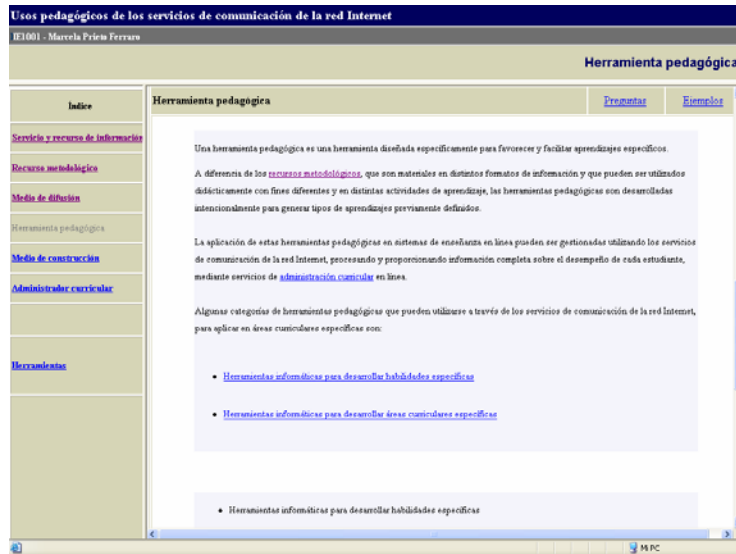 Usos pedagógicos de los servicios de comunicación de la red Internet
IE1001 - Marcela Prieto Ferraro
Herramienta pedagógica
Índice
Servicio y recurso de información
Recurso metodológico
Medio de difusión
Herramienta pedagógica
Medio de construcción
Administrador curricular
Herramientas
Herramienta pedagógica
Preguntas
Ejemplos
Una herramienta pedagógica es una herramienta diseñada específicamente para favorecer y facilitar aprendizajes específicos.
A diferencia de los recursos metodológicos, que son materiales en distintos formatos de información y que pueden ser utilizados
didácticamente con fines diferentes y en distintas actividades de aprendizaje, las herramientas pedagógicas son desarrolladas
intencionalmente para generar tipos de aprendizajes previamente definidos.
La aplicación de estas herramientas pedagógicas en sistemas de enseñanza en línea pueden ser gestionadas utilizando los servicios
de comunicación de la red Internet, procesando y proporcionando información completa sobre el desempeño de cada estudiante,
mediante servicios de administración curricular en línea.
Algunas categorías de herramientas pedagógicas que pueden utilizarse a través de los servicios de comunicación de la red Internet,
para aplicar en áreas curriculares específicas son:
• Herramientas informáticas para desarrollar habilidades específicas
• Herramientas informáticas para desarrollar áreas curriculares específicas
• Herramientas informáticas para desarrollar habilidades específicas
Mi PC